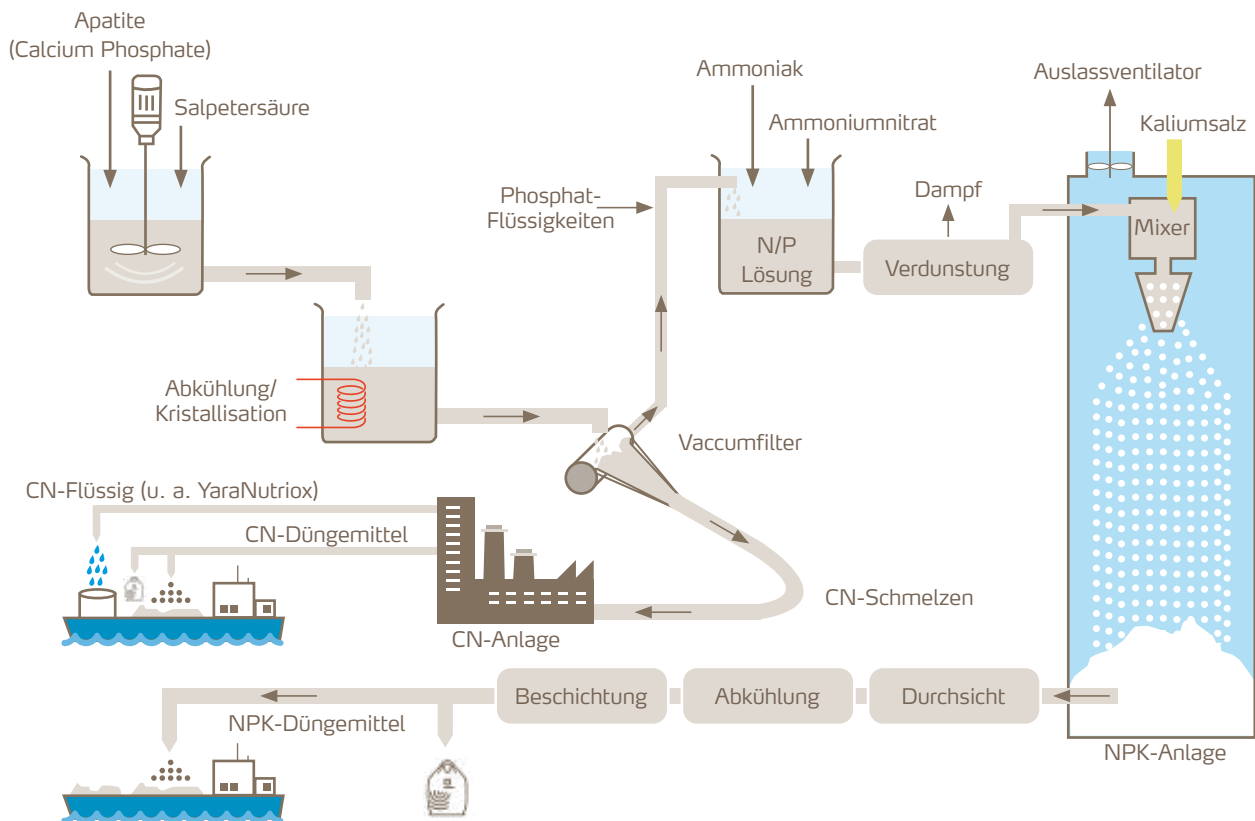 Apatite
(Calcium Phosphate)
Salpetersäure
Ammoniak
Ammoniumnitrat
Auslassventilator
Kaliumsalz
Phosphat-
Flüssigkeiten
Dampf
Mixer
N/P
Lösung
Verdunstung
Abkühlung/
Kristallisation
Vaccumfilter
CN-Flüssig (u. a. YaraNutriox)
CN-Düngemittel
CN-Schmelzen
CN-Anlage
Beschichtung
Abkühlung
Durchsicht
NPK-Düngemittel
NPK-Anlage